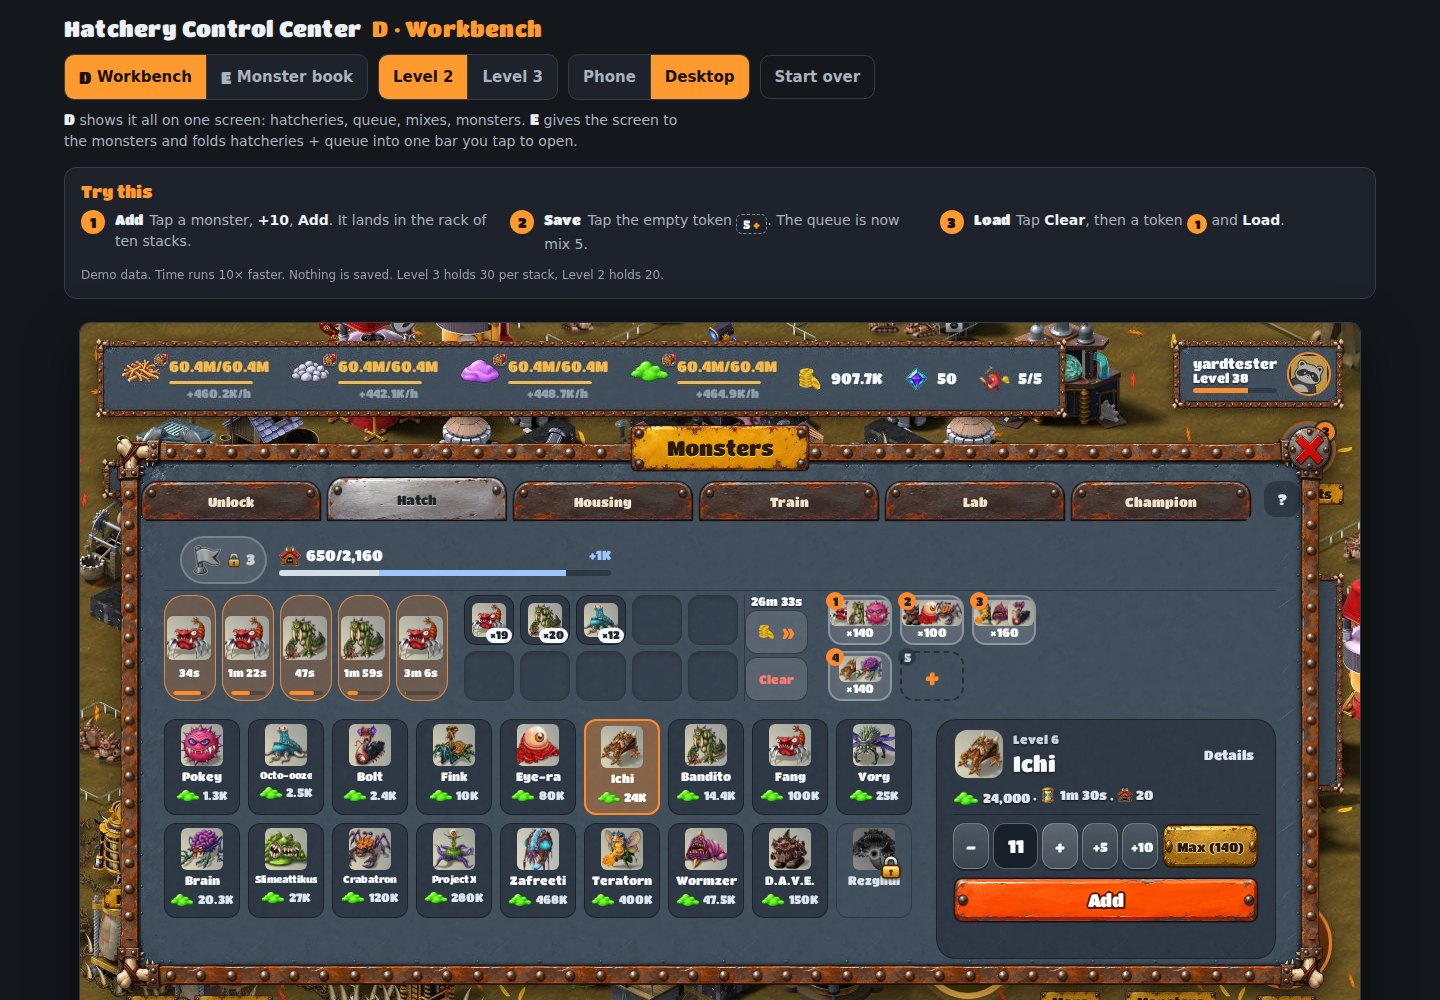 Hatchery Control Center D · Workbench
D Workbench E Monster book Level 2 Level 3 Phone Desktop Start over
D shows it all on one screen: hatcheries, queue, mixes, monsters. E gives the screen to
the monsters and folds hatcheries + queue into one bar you tap to open.
Try this
1 Add Tap a monster, +10, Add. It lands in the rack of
ten stacks.
2 Save Tap the empty token 5 +. The queue is now
mix 5.
3 Load Tap Clear, then a token 1 and Load.
Demo data. Time runs 10× faster. Nothing is saved. Level 3 holds 30 per stack, Level 2 holds 20.
60.4M/60.4M 60.4M/60.4M 60.4M/60.4M 60.4M/60.4M 907.7K 50 5/5
+460.2K/h +442.1K/h +448.7K/h +464.9K/h
yardtester
Level 38
Monsters
Unlock Hatch Housing Train Lab Champion ?
3 650/2,160 +1K
34s 1m 22s 47s 1m 59s 3m 6s
×19 ×20 ×12
26m 33s
»
Clear
1 ×140 2 ×100 3 ×160
4 ×140 5 +
Pokey Octo-ooze Bolt Fink Eye-ra Ichi Bandito Fang Vorg
1.3K 2.5K 2.4K 10K 80K 24K 14.4K 100K 25K
Brain Slimeattikus Crabatron Project X Zafreeti Teratorn Wormzer D.A.V.E.
20.3K 27K 120K 280K 468K 400K 47.5K 150K
Level 6
Ichi
Details
24,000 · 1m 30s · 20
− 11 + +5 +10 Max (140)
Add